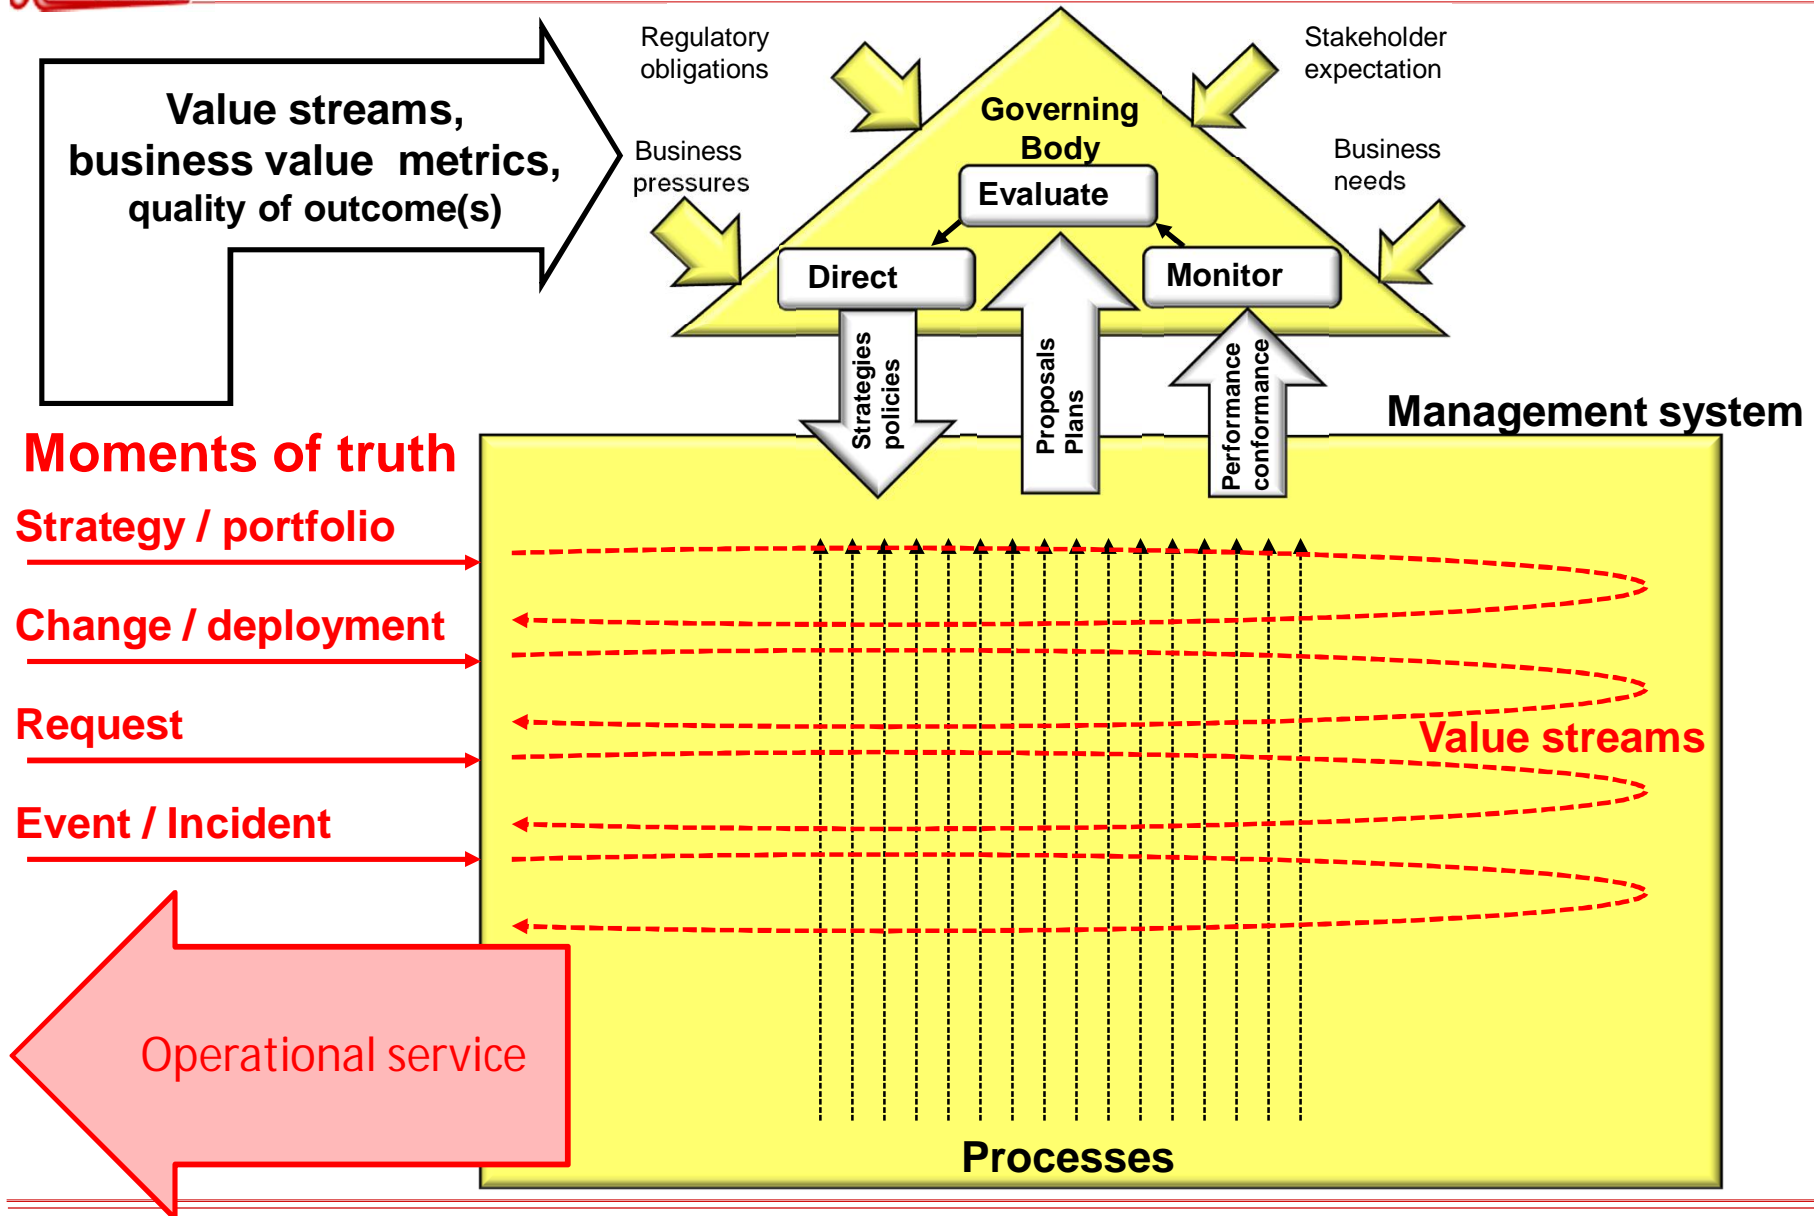 Value streams,
business value metrics,
quality of outcome(s)
Regulatory
obligations
Business
pressures
Stakeholder
expectation
Business
needs
Governing
Body
Evaluate
Direct
Monitor
Strategies
policies
Proposals
Plans
Performance
conformance
Management system
Moments of truth
Strategy / portfolio
Change / deployment
Request
Event / Incident
Value streams
Operational service
Processes